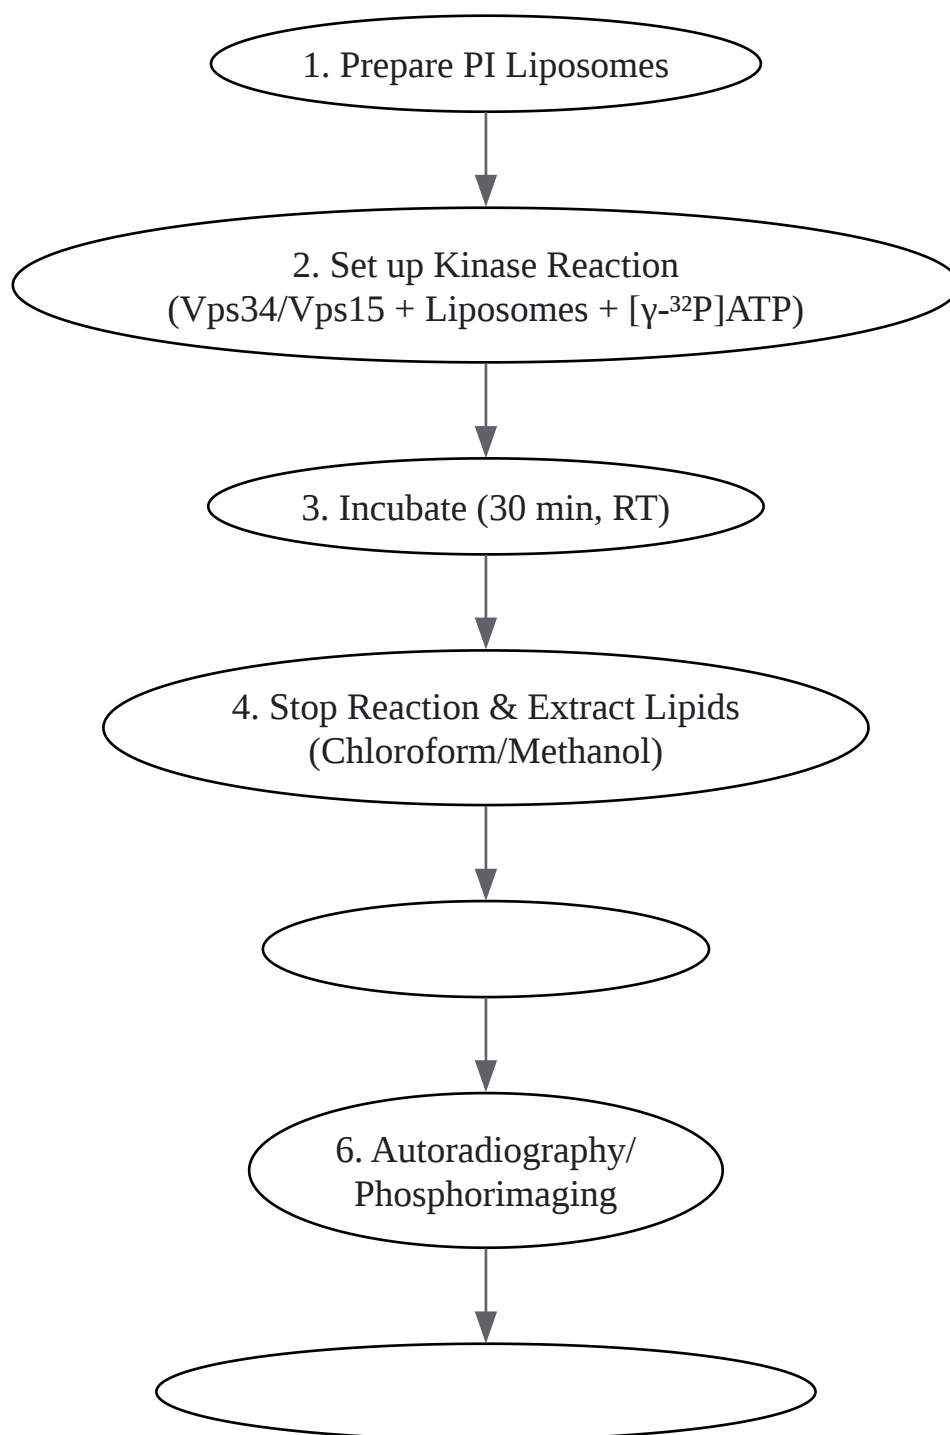 1. Prepare PI Liposomes
2. Set up Kinase Reaction
(Vps34/Vps15 + Liposomes + [γ-³²P]ATP)
3. Incubate (30 min, RT)
4. Stop Reaction & Extract Lipids
(Chloroform/Methanol)
6. Autoradiography/
Phosphorimaging